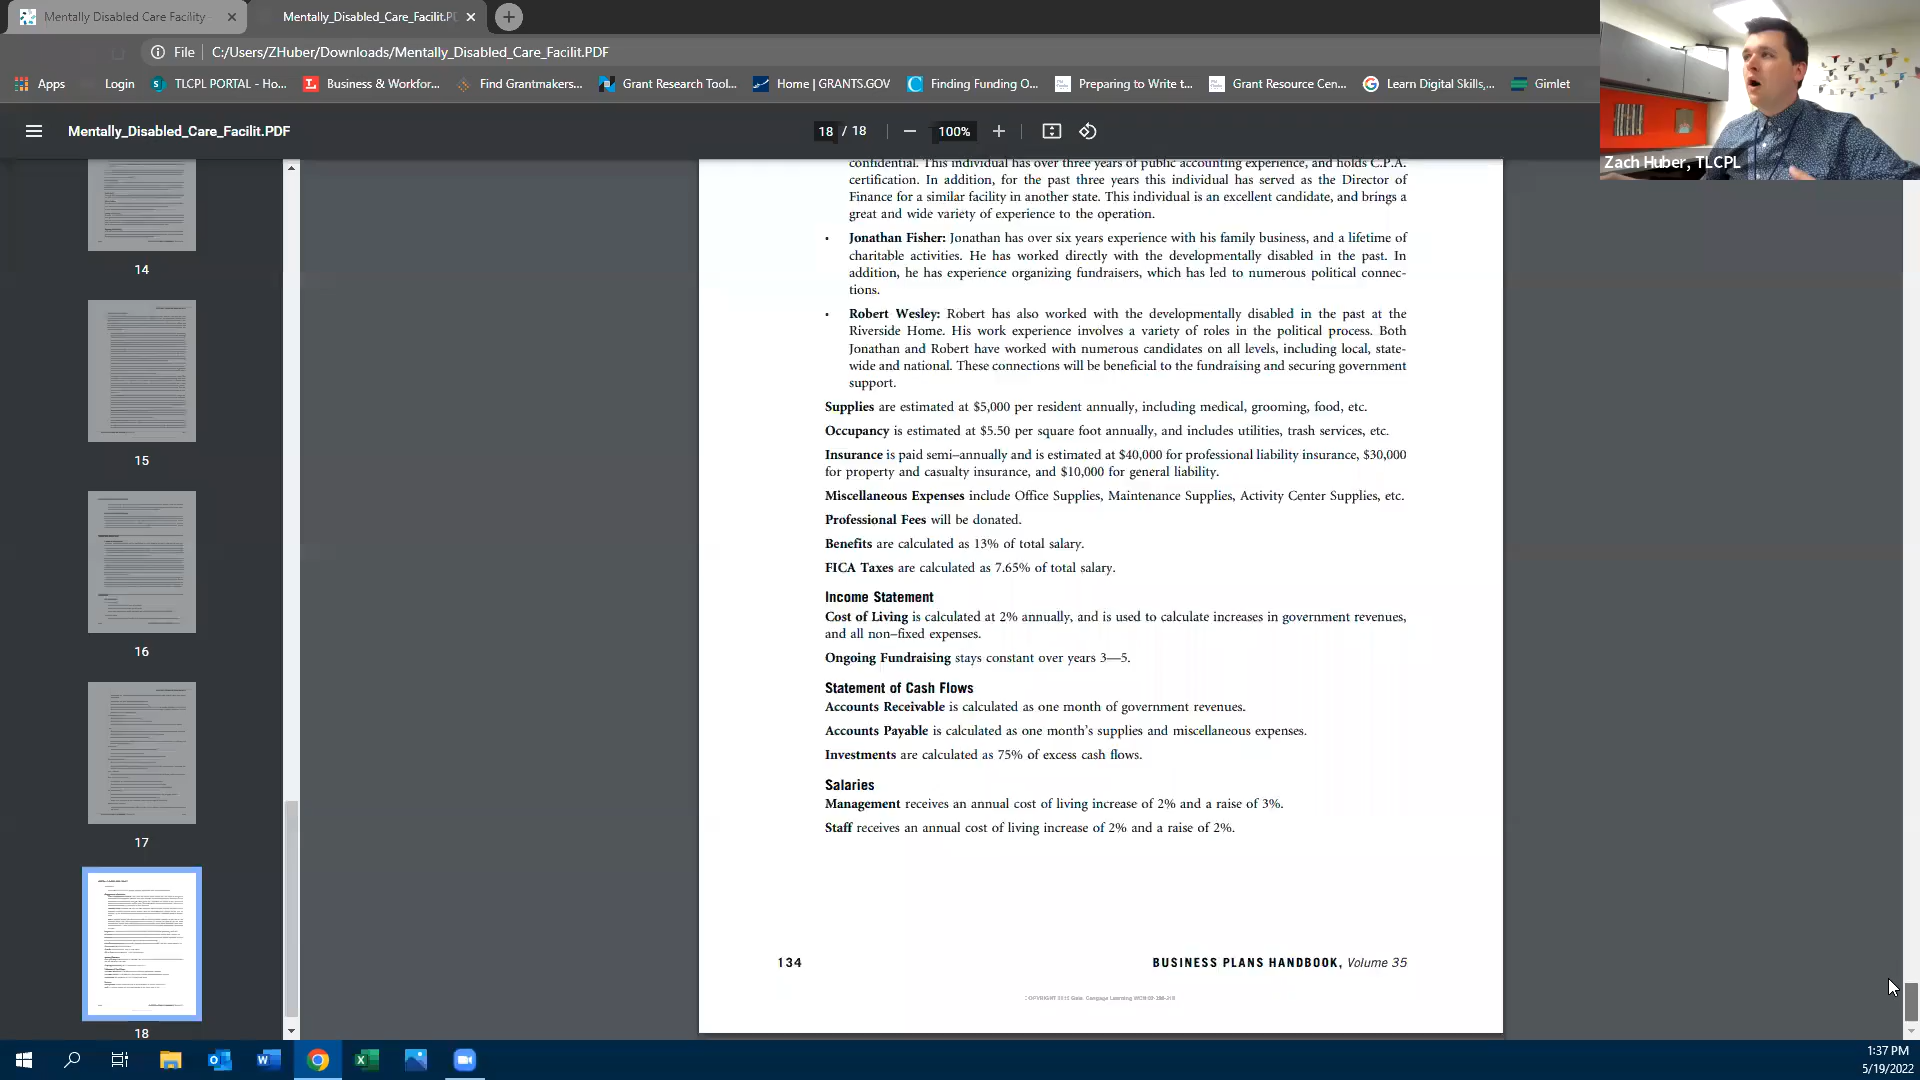 Mentally Disabled Care Facility
Mentally_Disabled_Care_Facilit.PD
File
C:/Users/ZHuber/Downloads/Mentally_Disabled_Care_Facilit.PDF
Apps
Login
TLCPL PORTAL - Ho...
Business & Workfor...
Find Grantmakers...
Grant Research Tool...
Home | GRANTS.GOV
Finding Funding O...
Preparing to Write t...
Grant Resource Cen...
Learn Digital Skills,...
Gimlet
Zach Huber, TLCPL
Mentally_Disabled_Care_Facilit.PDF
18 / 18
100%
14
15
16
17
18
confidential. This individual has over three years of public accounting experience, and holds C.P.A.
certification. In addition, for the past three years this individual has served as the Director of
Finance for a similar facility in another state. This individual is an excellent candidate, and brings a
great and wide variety of experience to the operation.
• Jonathan Fisher: Jonathan has over six years experience with his family business, and a lifetime of
charitable activities. He has worked directly with the developmentally disabled in the past. In
addition, he has experience organizing fundraisers, which has led to numerous political connec-
tions.
• Robert Wesley: Robert has also worked with the developmentally disabled in the past at the
Riverside Home. His work experience involves a variety of roles in the political process. Both
Jonathan and Robert have worked with numerous candidates on all levels, including local, state-
wide and national. These connections will be beneficial to the fundraising and securing government
support.
Supplies are estimated at $5,000 per resident annually, including medical, grooming, food, etc.
Occupancy is estimated at $5.50 per square foot annually, and includes utilities, trash services, etc.
Insurance is paid semi–annually and is estimated at $40,000 for professional liability insurance, $30,000
for property and casualty insurance, and $10,000 for general liability.
Miscellaneous Expenses include Office Supplies, Maintenance Supplies, Activity Center Supplies, etc.
Professional Fees will be donated.
Benefits are calculated as 13% of total salary.
FICA Taxes are calculated as 7.65% of total salary.
Income Statement
Cost of Living is calculated at 2% annually, and is used to calculate increases in government revenues,
and all non–fixed expenses.
Ongoing Fundraising stays constant over years 3—5.
Statement of Cash Flows
Accounts Receivable is calculated as one month of government revenues.
Accounts Payable is calculated as one month's supplies and miscellaneous expenses.
Investments are calculated as 75% of excess cash flows.
Salaries
Management receives an annual cost of living increase of 2% and a raise of 3%.
Staff receives an annual cost of living increase of 2% and a raise of 2%.
134
BUSINESS PLANS HANDBOOK, Volume 35
1:37 PM
5/19/2022